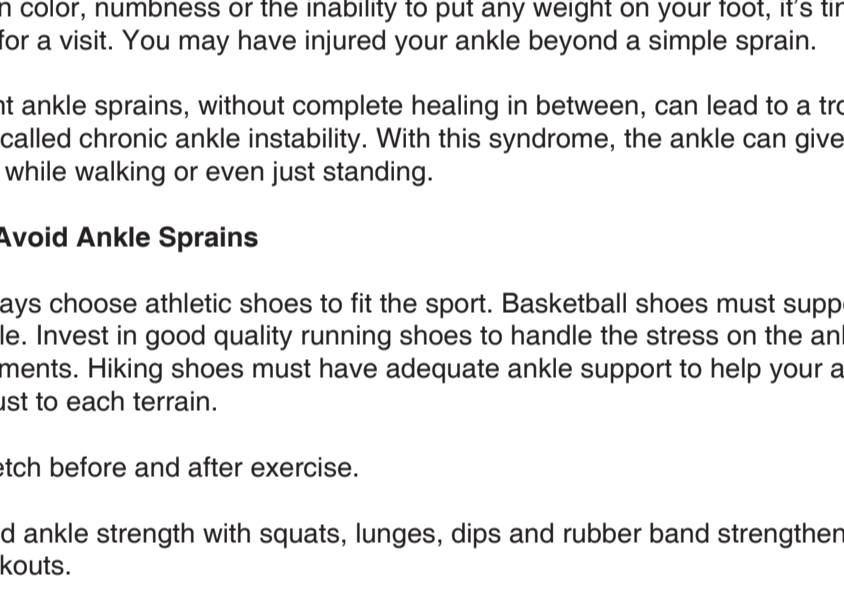 n color, numbness or the inability to put any weight on your foot, it's tir
for a visit. You may have injured your ankle beyond a simple sprain.
nt ankle sprains, without complete healing in between, can lead to a tro
called chronic ankle instability. With this syndrome, the ankle can give
while walking or even just standing.
Avoid Ankle Sprains
ays choose athletic shoes to fit the sport. Basketball shoes must suppo
le. Invest in good quality running shoes to handle the stress on the ank
ments. Hiking shoes must have adequate ankle support to help your a
ust to each terrain.
etch before and after exercise.
d ankle strength with squats, lunges, dips and rubber band strengthen
kouts.